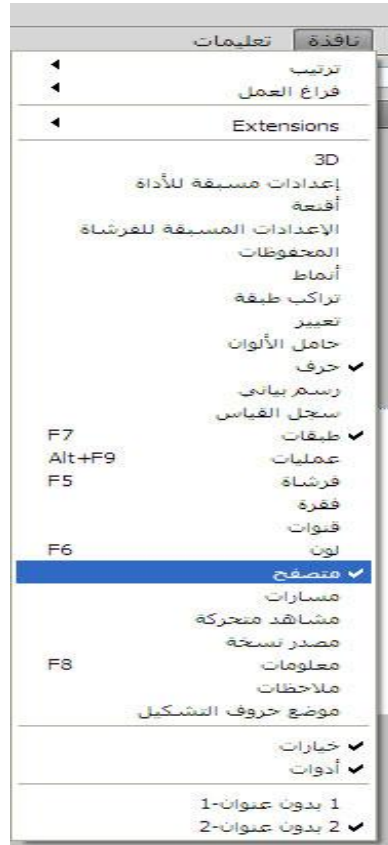 نافذة تعليمات
ترتيب
فراغ العمل
Extensions
3D
إعدادات مسبقة للأداة
أقنعة
الإعدادات المسبقة للفرشاة
المحفوظات
أنماط
تراكب طبقة
تعيير
حامل الألوان
حرف
رسم بياني
سجل القياس
طبقات F7
عمليات Alt+F9
فرشاة F5
فقرة
قنوات
لون F6
متصفح
مسارات
مشاهد متحركة
مصدر نسخة
معلومات F8
ملاحظات
موضع حروف التشكيل
خيارات
أدوات
1 بدون عنوان-1
2 بدون عنوان-2